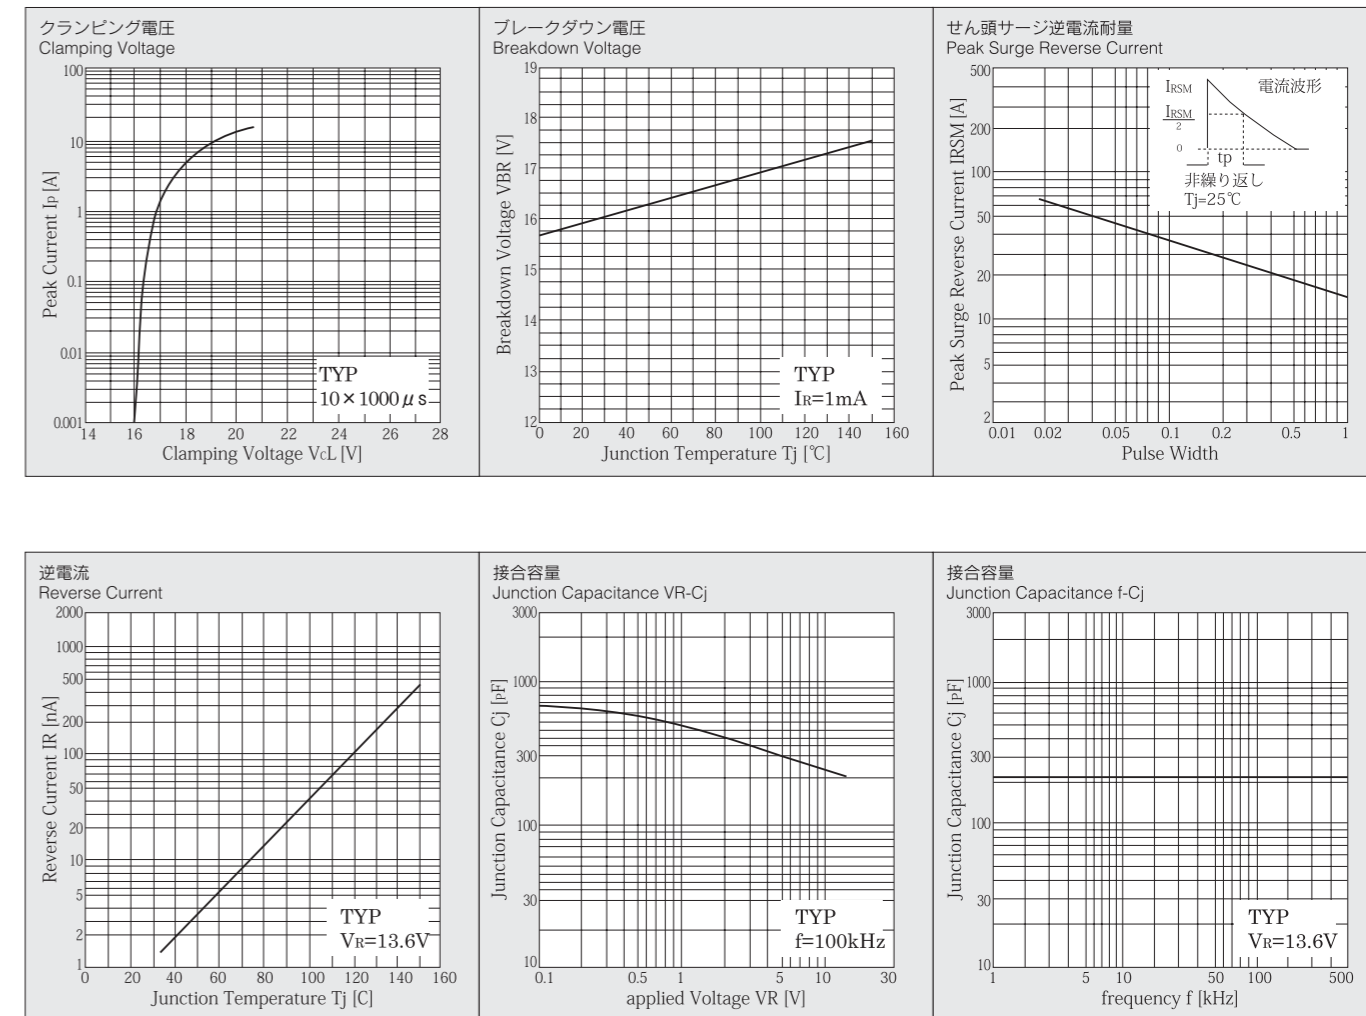 クランピング電圧
Clamping Voltage
100
10
1
0.1
0.01
0.001
Peak Current IP [A]
TYP
10×1000μs
14 16 18 20 22 24 26 28
Clamping Voltage VCL [V]
ブレークダウン電圧
Breakdown Voltage
19
18
17
16
15
14
13
12
Breakdown Voltage VBR [V]
TYP
IR=1mA
0 20 40 60 80 100 120 140 160
Junction Temperature Tj [℃]
せん頭サージ逆電流耐量
Peak Surge Reverse Current
500
200
100
50
20
10
5
2
Peak Surge Reverse Current IRSM [A]
IRSM 電流波形
IRSM
2
0
tp
非繰り返し
Tj=25℃
0.01 0.02 0.05 0.1 0.2 0.5 1
Pulse Width
逆電流
Reverse Current
2000
1000
500
200
100
50
20
10
5
2
1
Reverse Current IR [nA]
TYP
VR=13.6V
0 20 40 60 80 100 120 140 160
Junction Temperature Tj [C]
接合容量
Junction Capacitance VR-Cj
3000
1000
300
100
30
10
Junction Capacitance Cj [pF]
TYP
f=100kHz
0.1 0.5 1 5 10 30
applied Voltage VR [V]
接合容量
Junction Capacitance f-Cj
3000
1000
300
100
30
10
Junction Capacitance Cj [pF]
TYP
VR=13.6V
1 5 10 50 100 500
frequency f [kHz]